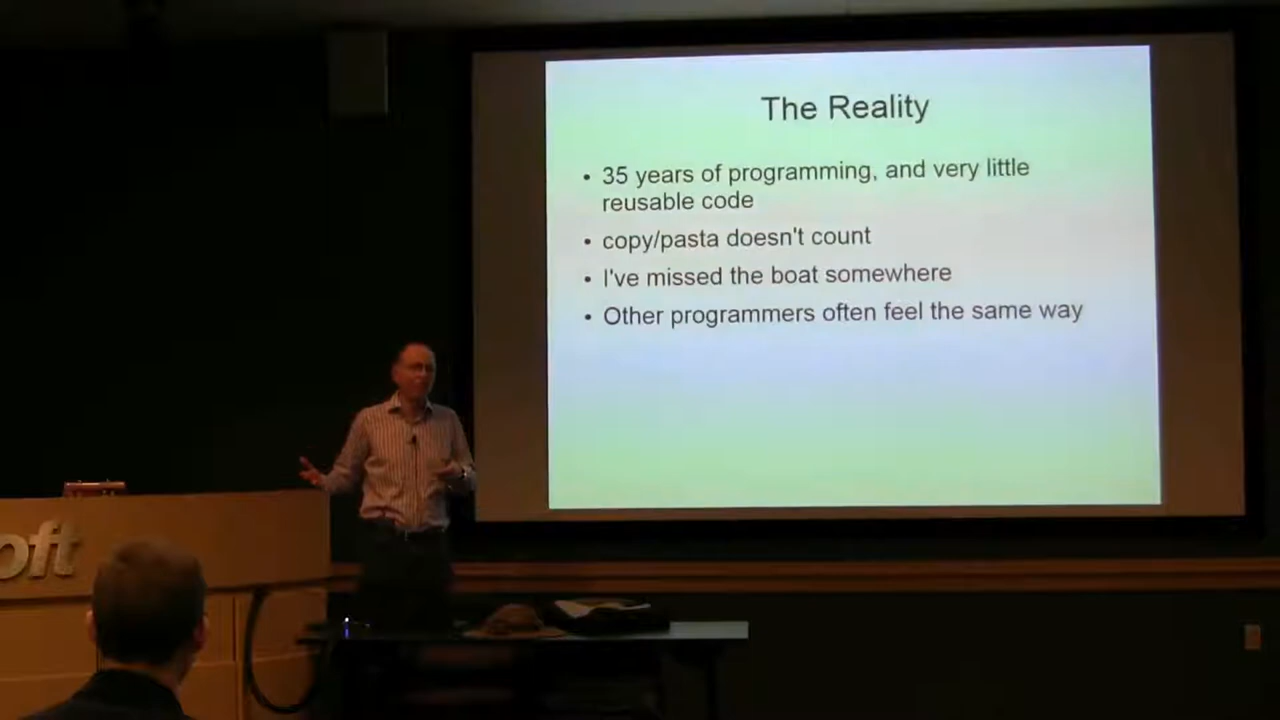 The Reality
• 35 years of programming, and very little
reusable code
• copy/pasta doesn't count
• I've missed the boat somewhere
• Other programmers often feel the same way
oft